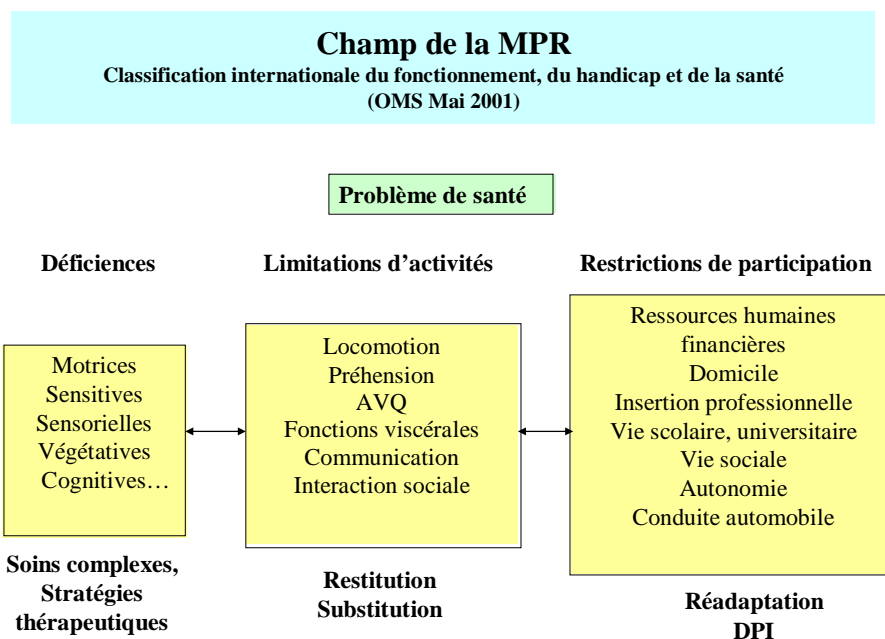 Champ de la MPR
Classification internationale du fonctionnement, du handicap et de la santé
(OMS Mai 2001)
Problème de santé
Déficiences
Limitations d’activités
Restrictions de participation
Motrices
Sensitives
Sensorielles
Végétatives
Cognitives…
Locomotion
Préhension
AVQ
Fonctions viscérales
Communication
Interaction sociale
Ressources humaines
financières
Domicile
Insertion professionnelle
Vie scolaire, universitaire
Vie sociale
Autonomie
Conduite automobile
Soins complexes,
Stratégies
thérapeutiques
Restitution
Substitution
Réadaptation
DPI